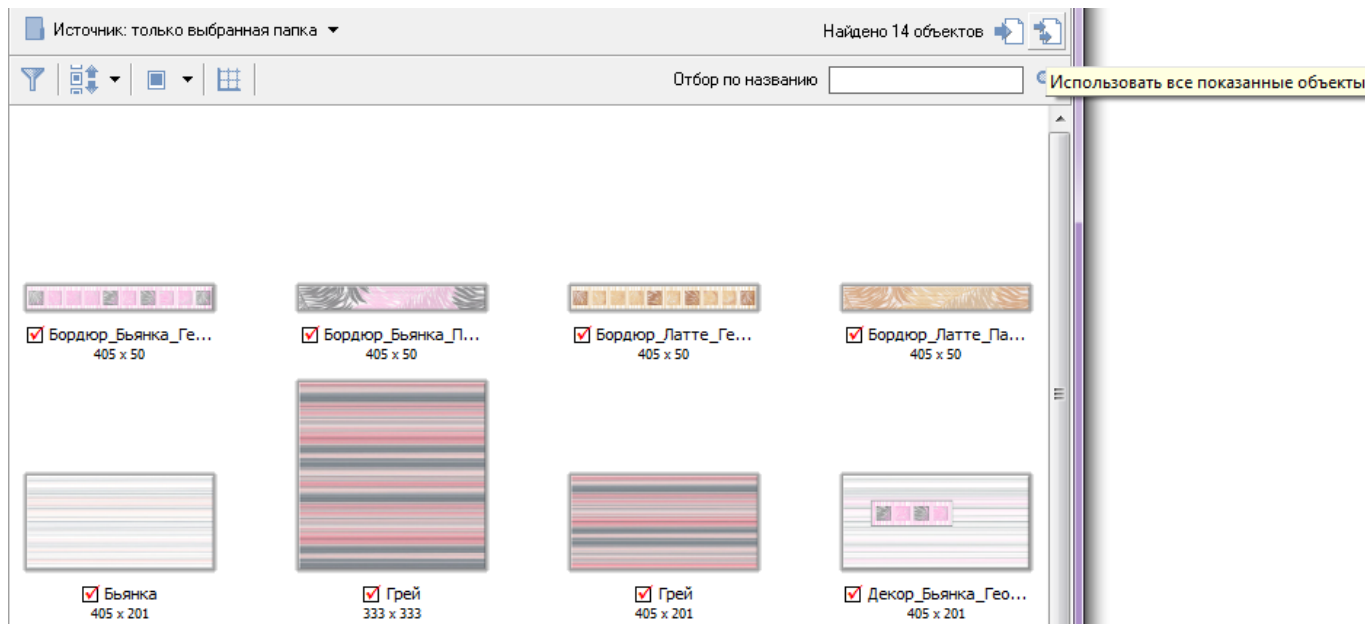 Источник: только выбранная папка
Найдено 14 объектов
Отбор по названию
Использовать все показанные объекты
Бордюр_Бьянка_Ге...
405 x 50
Бордюр_Бьянка_П...
405 x 50
Бордюр_Латте_Ге...
405 x 50
Бордюр_Латте_Па...
405 x 50
Бьянка
405 x 201
Грей
333 x 333
Грей
405 x 201
Декор_Бьянка_Гео...
405 x 201